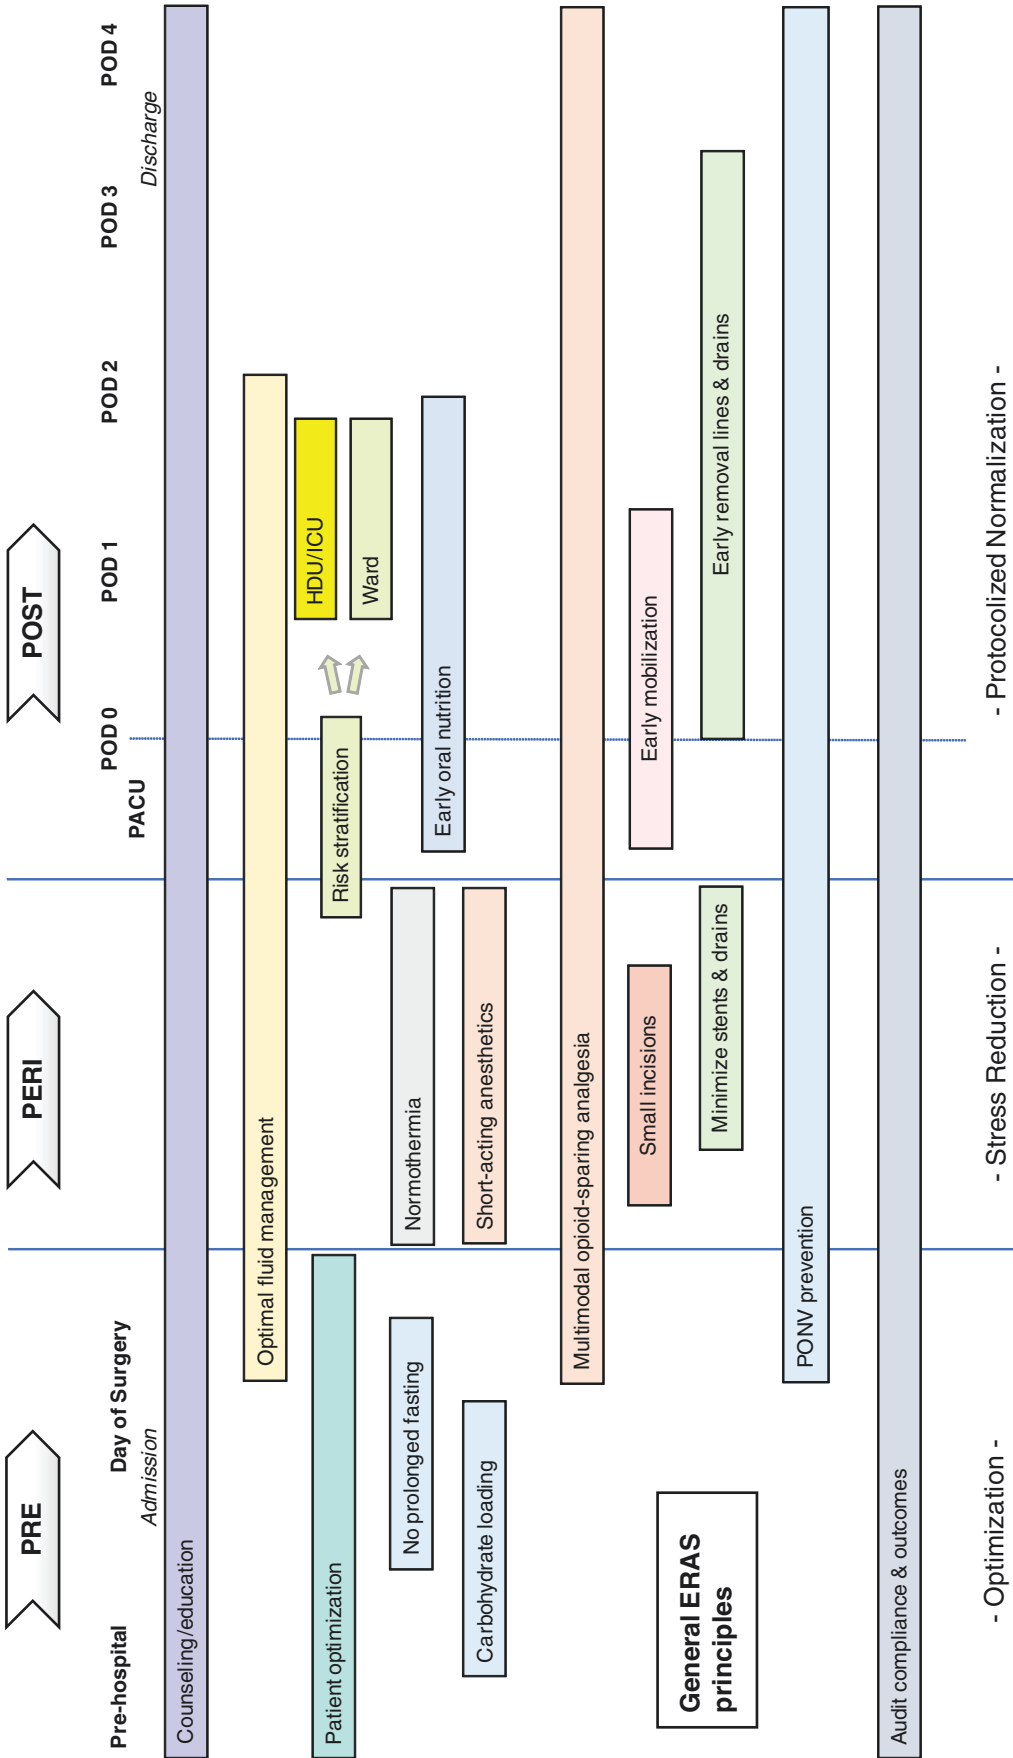 PRE
PERI
POST
Pre-hospital
Day of Surgery
POD 0
POD 1
POD 2
POD 3
POD 4
Admission
PACU
Discharge
Counseling/education
Optimal fluid management
HDU/ICU
Patient optimization
Risk stratification
Ward
No prolonged fasting
Normothermia
Early oral nutrition
Carbohydrate loading
Short-acting anesthetics
Multimodal opioid-sparing analgesia
Small incisions
Early mobilization
General ERAS
principles
Minimize stents & drains
Early removal lines & drains
PONV prevention
Audit compliance & outcomes
- Optimization -
- Stress Reduction -
- Protocolized Normalization -